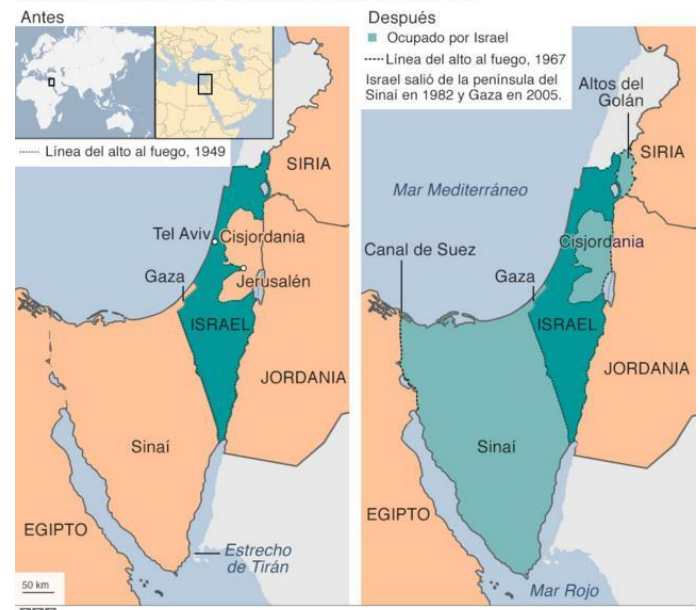 Antes
Línea del alto al fuego, 1949
SIRIA
Tel Aviv
Cisjordania
Gaza
Jerusalén
ISRAEL
JORDANIA
Sinaí
EGIPTO
Estrecho
de Tirán
50 km
Después
Ocupado por Israel
Línea del alto al fuego, 1967
Israel salió de la península del
Sinaí en 1982 y Gaza en 2005.
Altos del
Golán
SIRIA
Mar Mediterráneo
Cisjordania
Canal de Suez
Gaza
ISRAEL
JORDANIA
Sinaí
EGIPTO
Mar Rojo